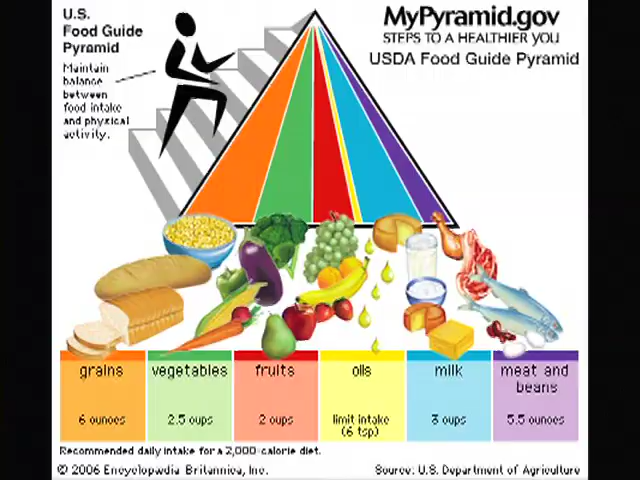 U.S.
Food Guide
Pyramid
Maintain
balance
between
food intake
and physical
activity.
MyPyramid.gov
STEPS TO A HEALTHIER YOU
USDA Food Guide Pyramid
grains
6 ounces
vegetables
2.5 cups
fruits
2 cups
oils
limit intake
(6 tsp)
milk
3 cups
meat and
beans
5.5 ounces
Recommended daily intake for a 2,000-calorie diet.
© 2006 Encyclopædia Britannica, Inc.
Source: U.S. Department of Agriculture